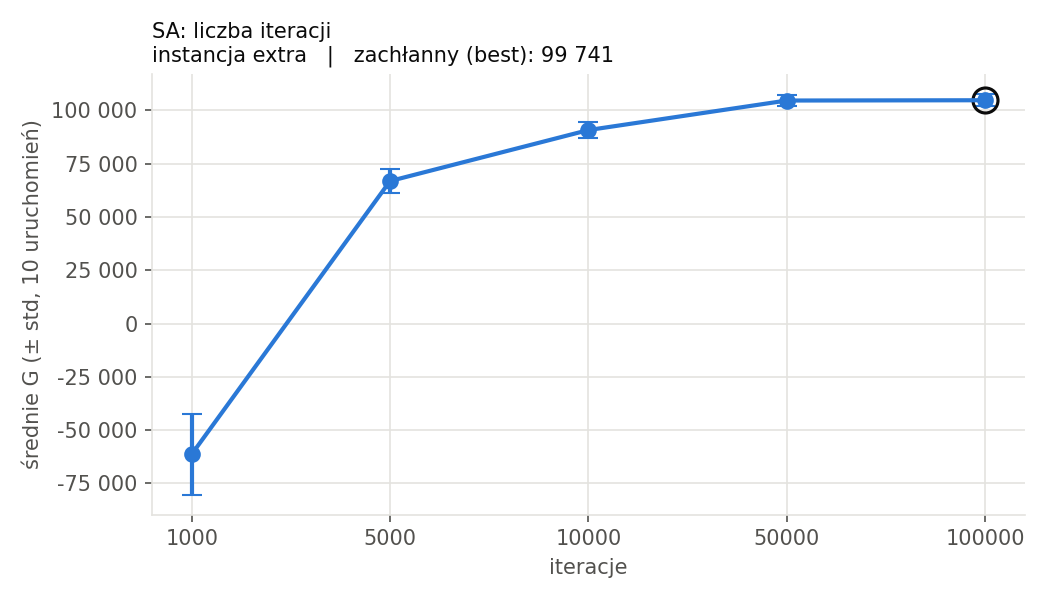 SA: liczba iteracji
instancja extra | zachłanny (best): 99 741
średnie G (± std, 10 uruchomień)
100 000
75 000
50 000
25 000
0
-25 000
-50 000
-75 000
1000 5000 10000 50000 100000
iteracje